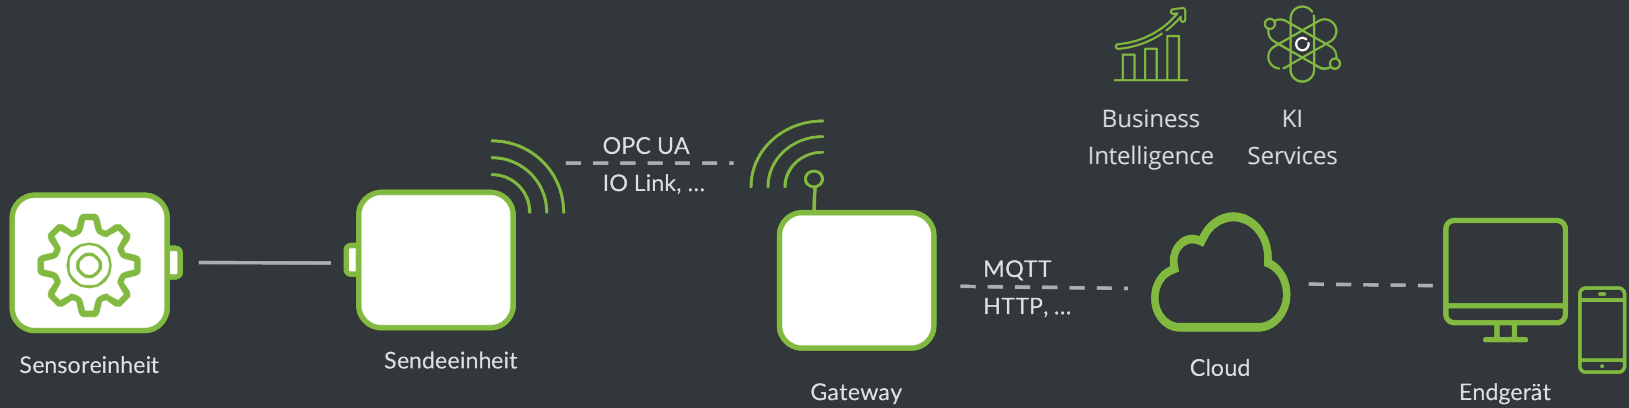 Business
Intelligence
KI
Services
OPC UA
IO Link, ...
MQTT
HTTP, ...
Sensoreinheit
Sendeeinheit
Gateway
Cloud
Endgerät